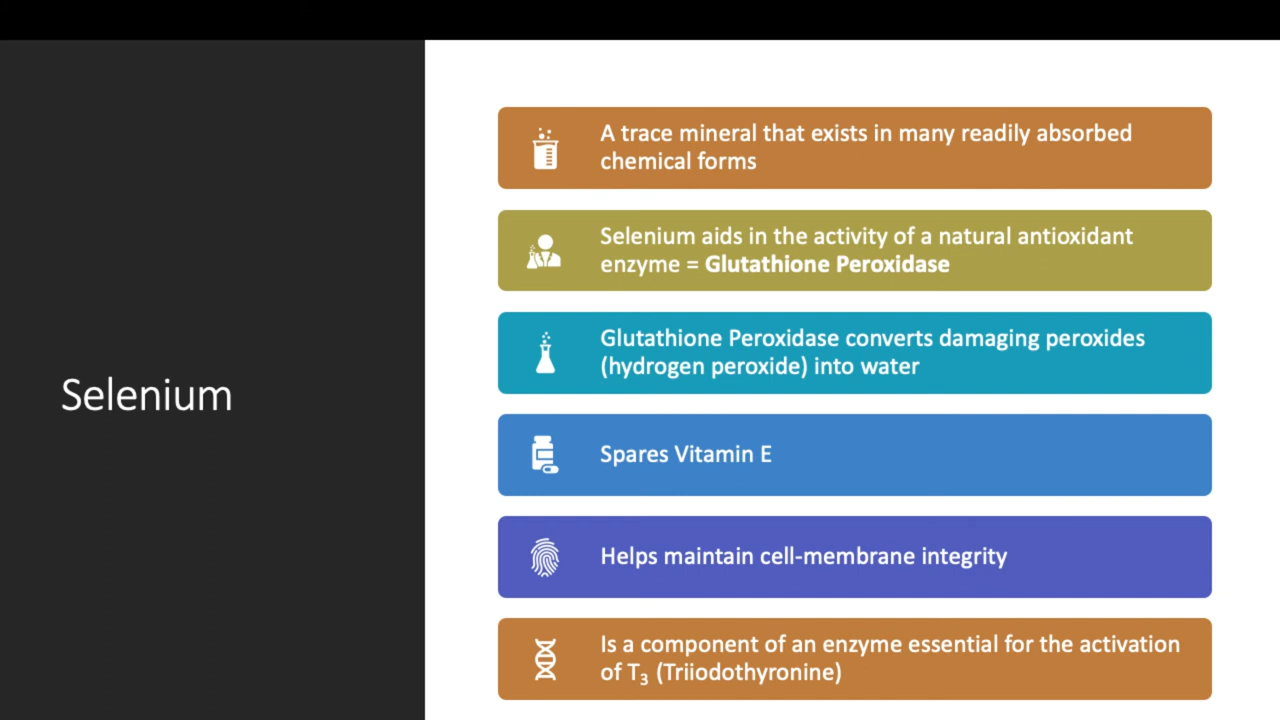 Selenium
A trace mineral that exists in many readily absorbed
chemical forms
Selenium aids in the activity of a natural antioxidant
enzyme = Glutathione Peroxidase
Glutathione Peroxidase converts damaging peroxides
(hydrogen peroxide) into water
Spares Vitamin E
Helps maintain cell-membrane integrity
Is a component of an enzyme essential for the activation
of T₃ (Triiodothyronine)